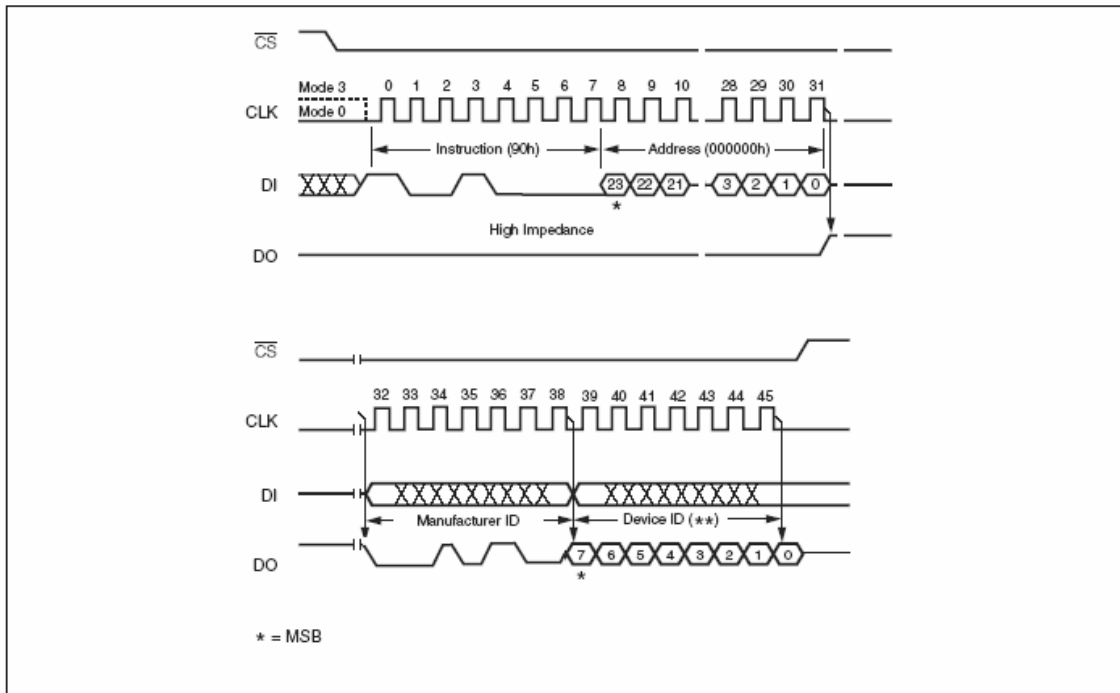 CS
Mode 3
0 1 2 3 4 5 6 7 8 9 10 28 29 30 31
CLK
Mode 0
Instruction (90h)
Address (000000h)
DI
23 22 21 3 2 1 0
*
High Impedance
DO
CS
32 33 34 35 36 37 38 39 40 41 42 43 44 45
CLK
DI
Manufacturer ID
Device ID (**)
DO
7 6 5 4 3 2 1 0
*
* = MSB